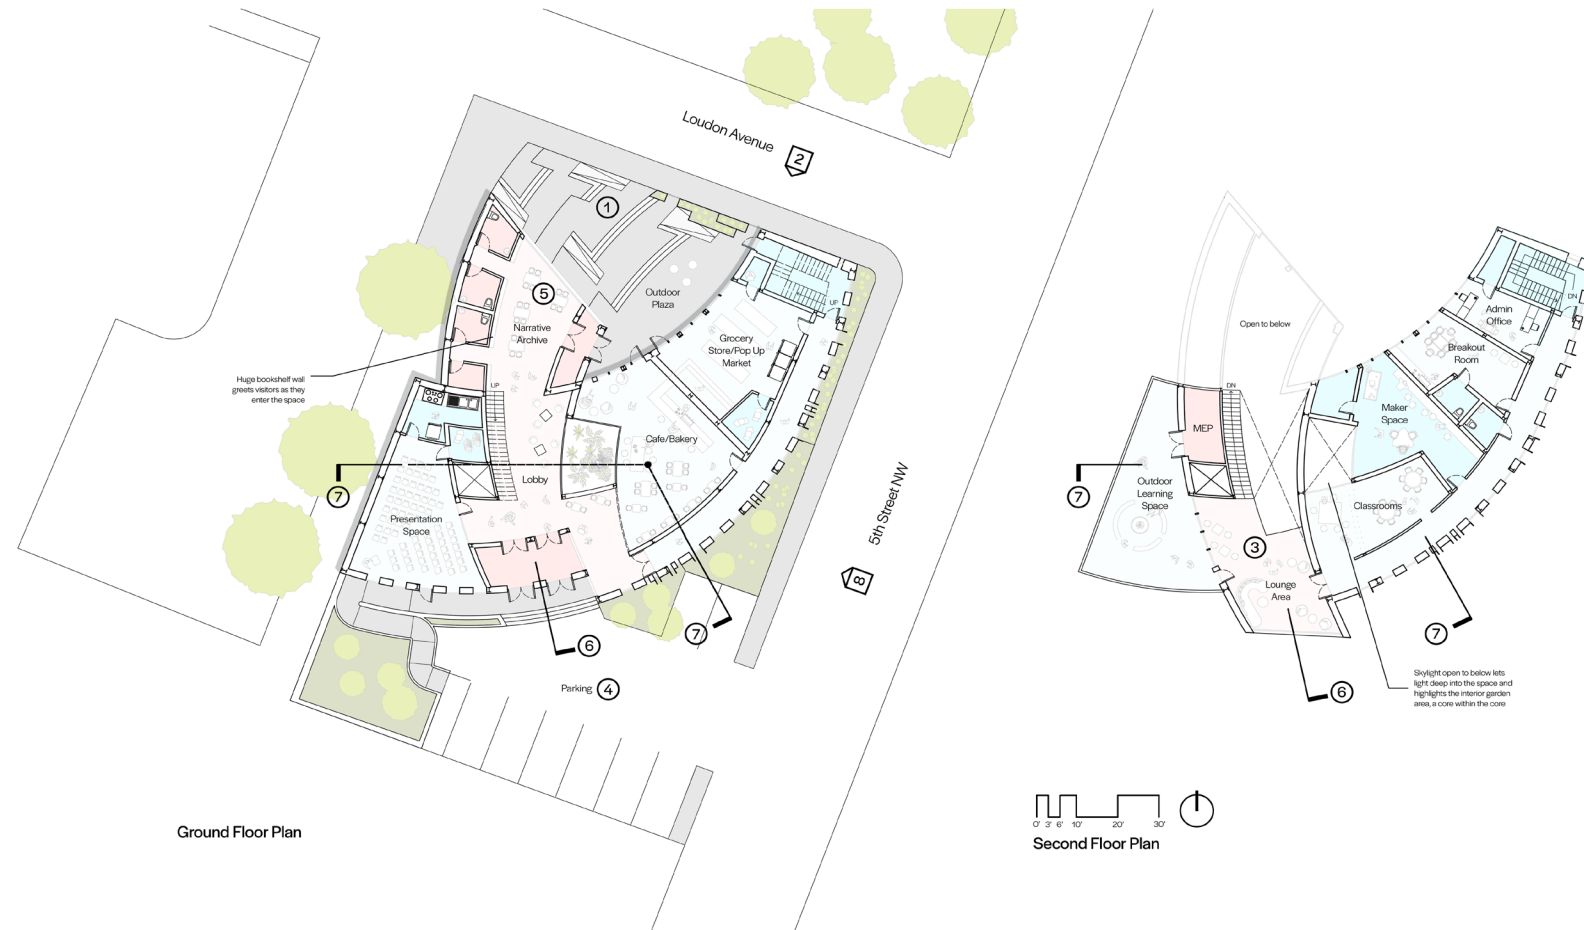 Loudon Avenue
2
1
Outdoor
Plaza
5
Narrative
Archive
UP
Grocery
Store/Pop Up
Market
Huge bookshelf wall
greets visitors as they
enter the space
UP
Cafe/Bakery
7
Lobby
Presentation
Space
5th Street NW
8
7
6
Parking
4
Ground Floor Plan
Open to below
Admin
Office
DN
Breakout
Room
DN
Maker
Space
MEP
7
Outdoor
Learning
Space
Classrooms
3
Lounge
Area
7
6
Skylight open to below lets
light deep into the space and
highlights the interior garden
area, a core within the core
0' 3' 6' 10' 20' 30'
Second Floor Plan